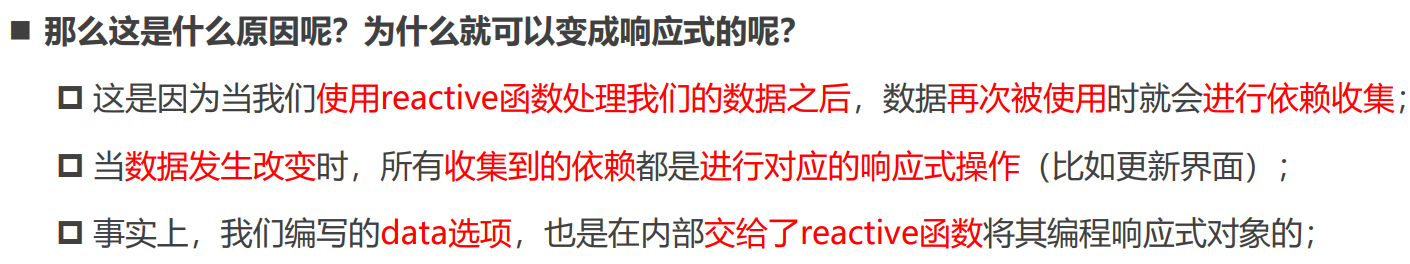 ■ 那么这是什么原因呢？为什么就可以变成响应式的呢？
这是因为当我们使用reactive函数处理我们的数据之后，数据再次被使用时就会进行依赖收集；
当数据发生改变时，所有收集到的依赖都是进行对应的响应式操作（比如更新界面）；
事实上，我们编写的data选项，也是在内部交给了reactive函数将其编程响应式对象的；